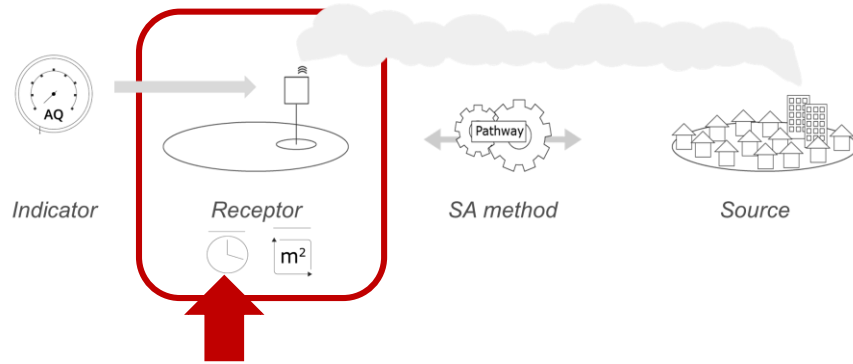 AQ
Pathway
Indicator
Receptor
SA method
Source
m²